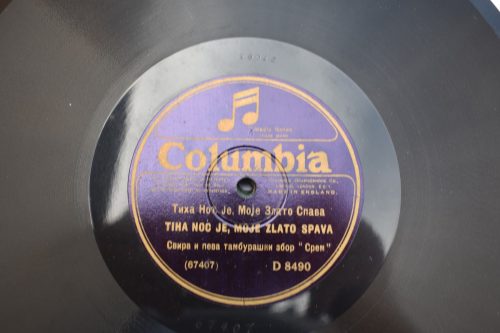 Columbia
MADE IN ENGLAND.
Тиха Ноћ Је, Моје Злато Спава
TIHA NOĆ JE, MOJE ZLATO SPAVA
Свира и пева тамбурашки збор "Срем"
(67407)
D 8490